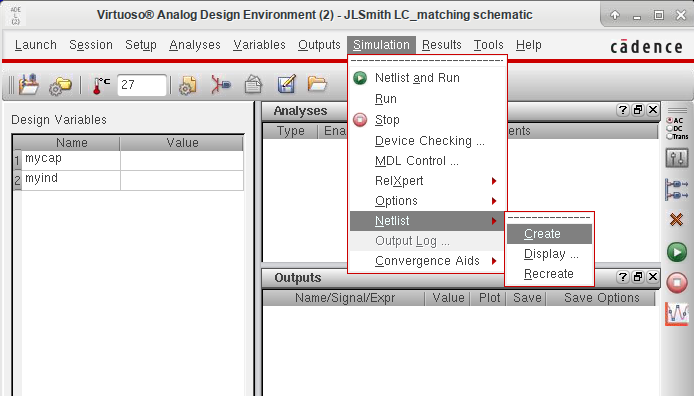 Virtuoso® Analog Design Environment (2) - JLSmith LC_matching schematic
Launch Session Setup Analyses Variables Outputs Simulation Results Tools Help cādence
27
Design Variables
Name Value
1 mycap
2 myind
Analyses
Type Ena ents
Netlist and Run
Run
Stop
Device Checking ...
MDL Control ...
RelXpert
Options
Netlist
Output Log ...
Convergence Aids
Create
Display ...
Recreate
Outputs
Name/Signal/Expr Value Plot Save Save Options
AC
DC
Trans